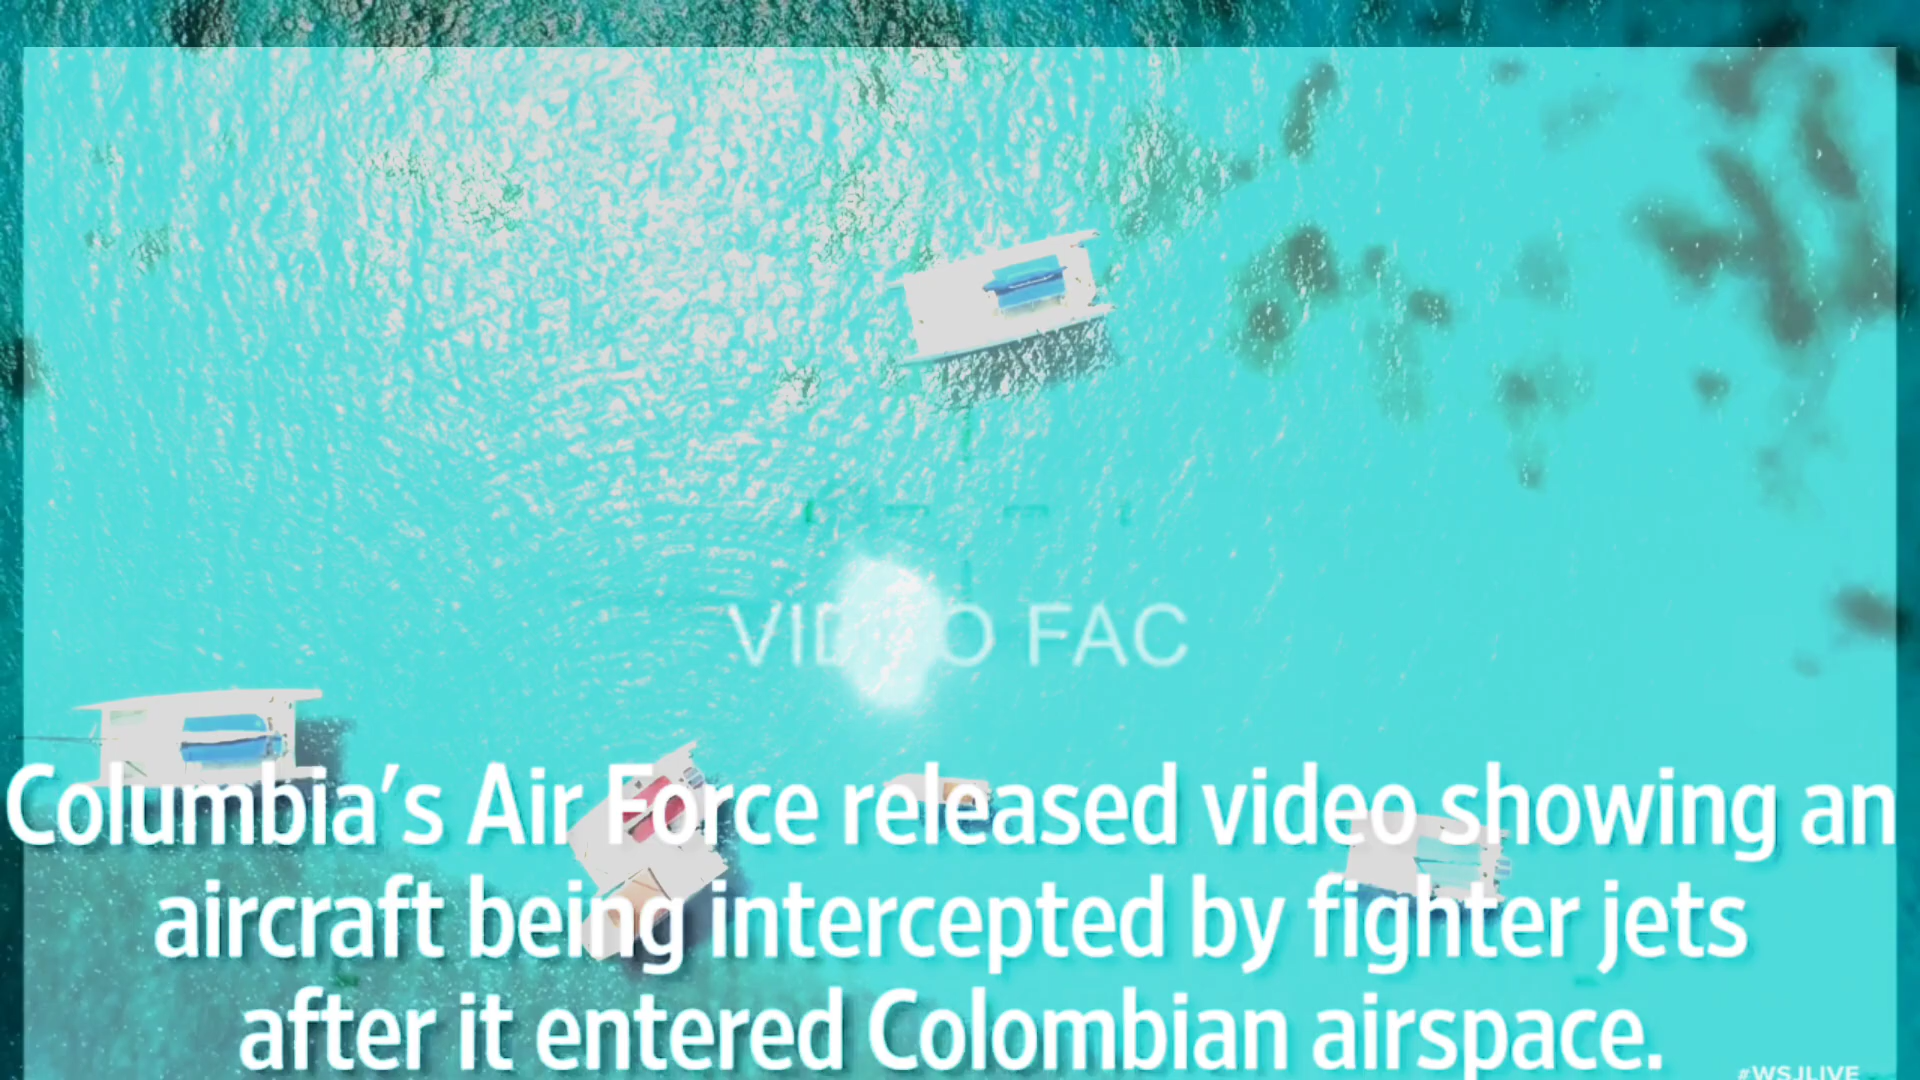 VIDEO FAC
Columbia's Air Force released video showing an
aircraft being intercepted by fighter jets
after it entered Colombian airspace.
#WSJLIVE